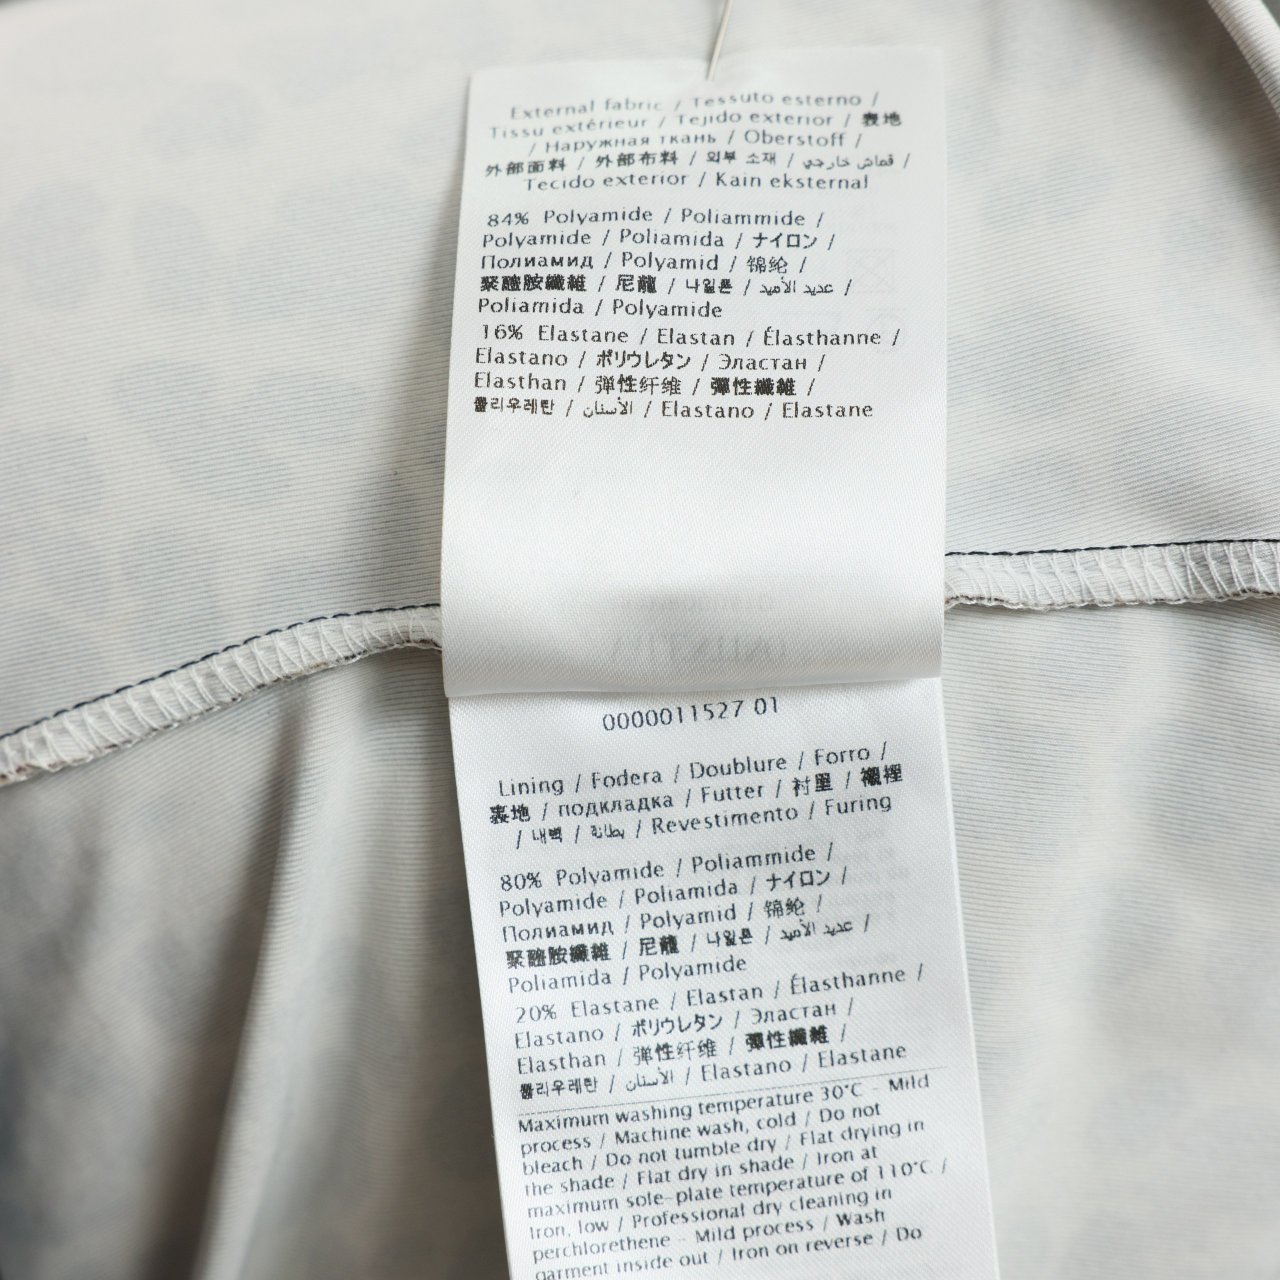 External fabric / Tessuto esterno /
Tissu extérieur / Tejido exterior / 表地
/ Наружная ткань / Oberstoff /
外部面料 / 外部布料 / 외부 소재 / قماش خارجي /
Tecido exterior / Kain eksternal
84% Polyamide / Poliammide /
Polyamide / Poliamida / ナイロン /
Полиамид / Polyamid / 锦纶 /
聚醯胺纖維 / 尼龍 / 나일론 / عديد الأميد /
Poliamida / Polyamide
16% Elastane / Elastan / Élasthanne /
Elastano / ポリウレタン / Эластан /
Elasthan / 弹性纤维 / 彈性纖維 /
폴리우레탄 / الأستان / Elastano / Elastane
0000011527 01
Lining / Fodera / Doublure / Forro /
表地 / подкладка / Futter / 衬里 / 襯裡
/ 내벽 / بطانة / Revestimento / Furing
80% Polyamide / Poliammide /
Polyamide / Poliamida / ナイロン /
Полиамид / Polyamid / 锦纶 /
聚醯胺纖維 / 尼龍 / 나일론 / عديد الأميد /
Poliamida / Polyamide
20% Elastane / Elastan / Élasthanne /
Elastano / ポリウレタン / Эластан /
Elasthan / 弹性纤维 / 彈性纖維 /
폴리우레탄 / الأستان / Elastano / Elastane
Maximum washing temperature 30°C - Mild
process / Machine wash, cold / Do not
bleach / Do not tumble dry / Flat drying in
the shade / Flat dry in shade / Iron at
maximum sole-plate temperature of 110°C /
Iron, low / Professional dry cleaning in
perchlorethene - Mild process / Wash
garment inside out / Iron on reverse / Do